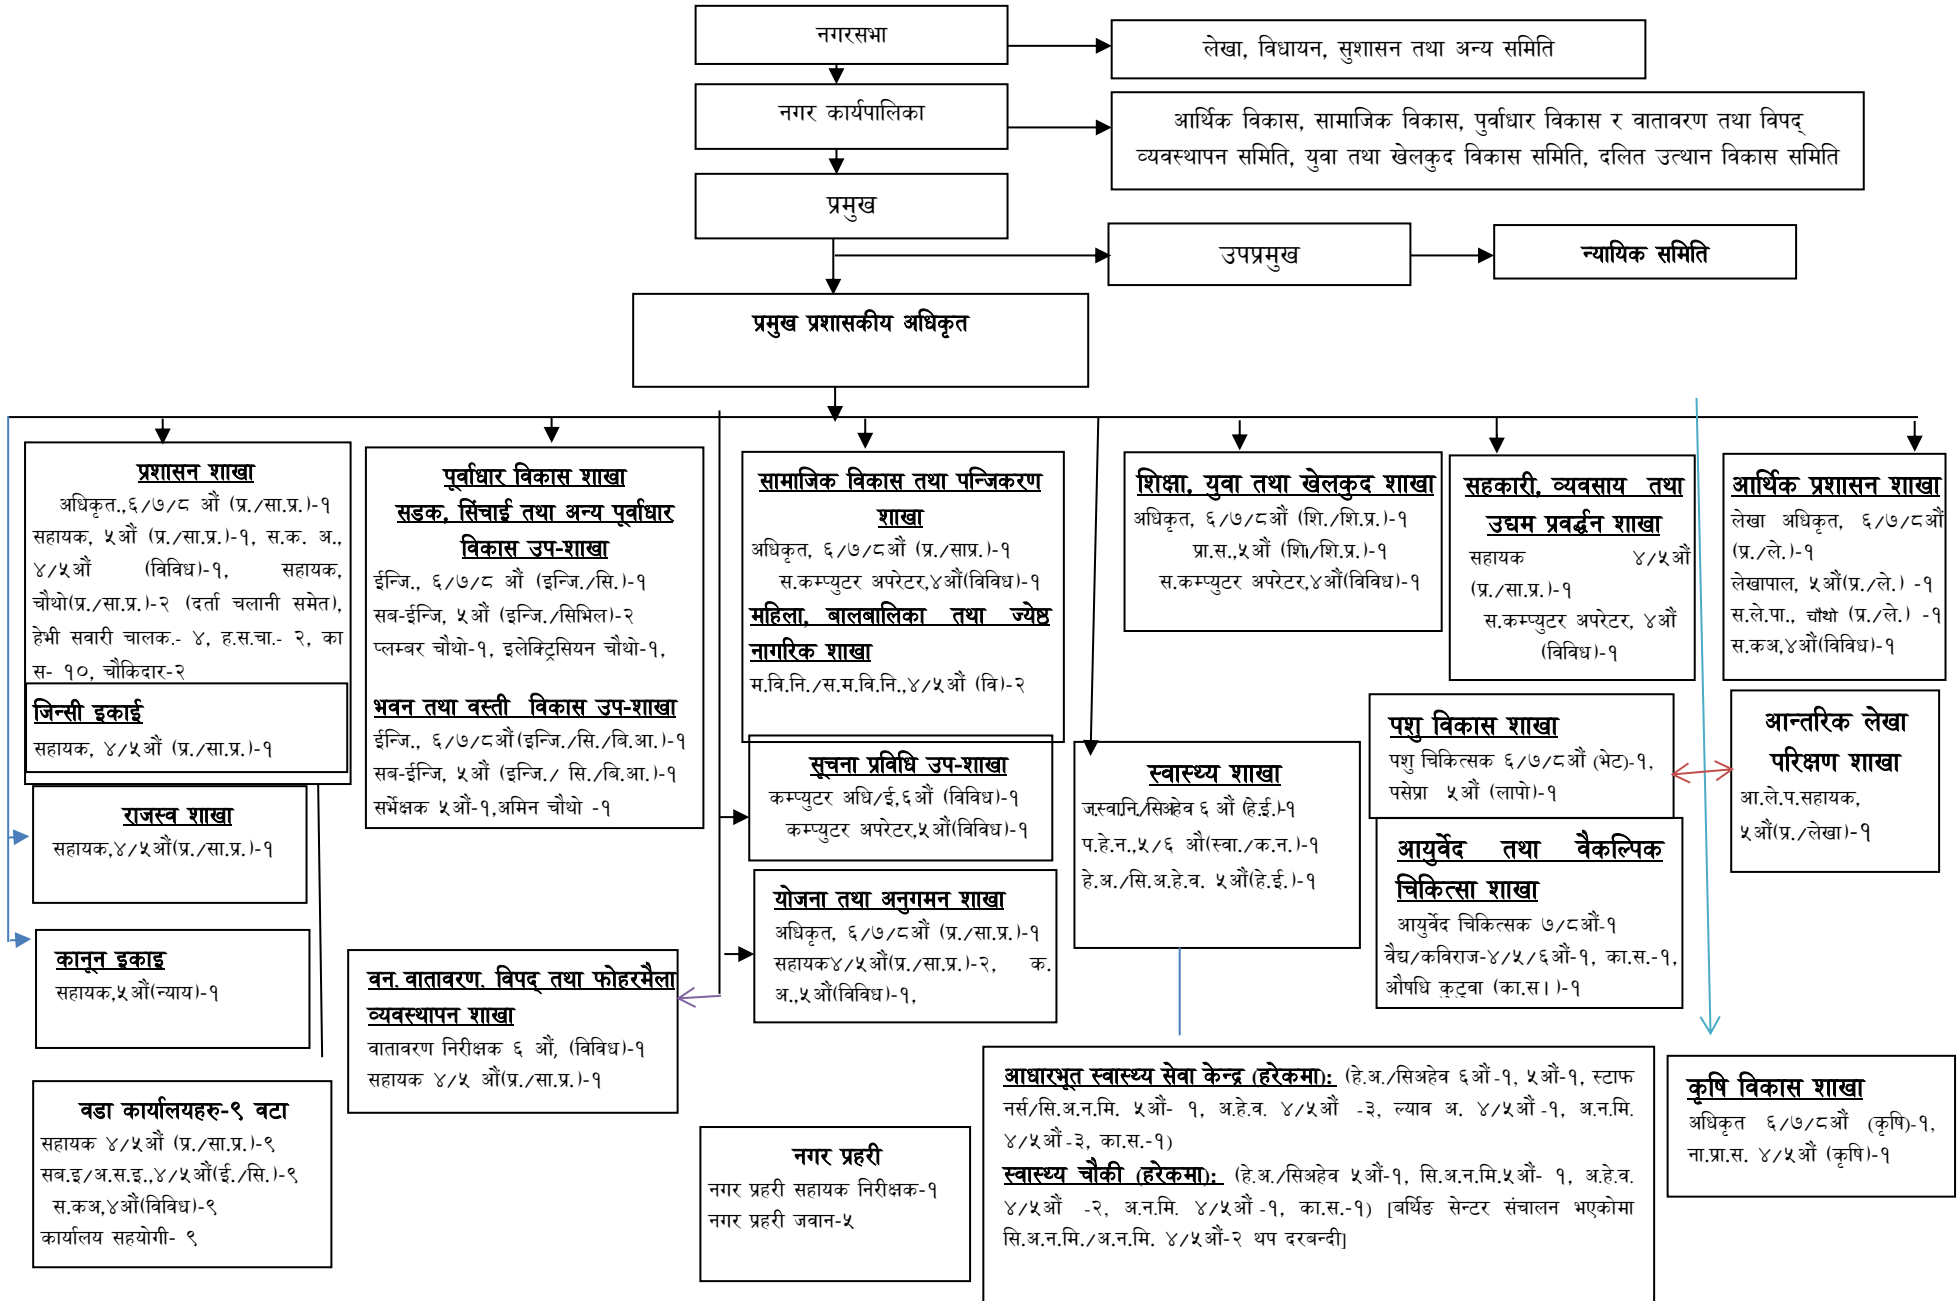 नगरसभा
लेखा, विधायन, सुशासन तथा अन्य समिति
नगर कार्यपालिका
आर्थिक विकास, सामाजिक विकास, पुर्वाधार विकास र वातावरण तथा विपद्
व्यवस्थापन समिति, युवा तथा खेलकुद विकास समिति, दलित उत्थान विकास समिति
प्रमुख
उपप्रमुख
न्यायिक समिति
प्रमुख प्रशासकीय अधिकृत
प्रशासन शाखा
अधिकृत.,६/७/८ औं (प्र./सा.प्र.)-१
सहायक, ५औं (प्र./सा.प्र.)-१, स.क. अ.,
४/५औं (विविध)-१, सहायक,
चौथो(प्र./सा.प्र.)-२ (दर्ता चलानी समेत),
हेभी सवारी चालक.- ४, ह.स.चा.- २, का
स- १०, चौकिदार-२
जिन्सी इकाई
सहायक, ४/५औं (प्र./सा.प्र.)-१
राजस्व शाखा
सहायक,४/५औं(प्र./सा.प्र.)-१
कानून इकाइ
सहायक,५औं(न्याय)-१
वडा कार्यालयहरु-९ वटा
सहायक ४/५औं (प्र./सा.प्र.)-९
सब.इ/अ.स.इ.,४/५औं(ई./सि.)-९
स.कअ,४औं(विविध)-९
कार्यालय सहयोगी- ९
पूर्वाधार विकास शाखा
सडक, सिंचाई तथा अन्य पूर्वाधार
विकास उप-शाखा
ईन्जि., ६/७/८ औं (इन्जि./सि.)-१
सब-ईन्जि, ५औं (इन्जि./सिभिल)-२
प्लम्बर चौथो-१, इलेक्ट्रिसियन चौथो-१,
भवन तथा वस्ती विकास उप-शाखा
ईन्जि., ६/७/८औं(इन्जि./सि./बि.आ.)-१
सब-ईन्जि, ५औं (इन्जि./ सि./बि.आ.)-१
सर्भेक्षक ५औं-१,अमिन चौथो -१
वन, वातावरण, विपद् तथा फोहरमैला
व्यवस्थापन शाखा
वातावरण निरीक्षक ६ औं, (विविध)-१
सहायक ४/५ औं(प्र./सा.प्र.)-१
सामाजिक विकास तथा पन्जिकरण
शाखा
अधिकृत, ६/७/८औं (प्र./साप्र.)-१
स.कम्प्युटर अपरेटर,४औं(विविध)-१
महिला, बालबालिका तथा ज्येष्ठ
नागरिक शाखा
म.वि.नि./स.म.वि.नि.,४/५औं (वि)-२
सूचना प्रविधि उप-शाखा
कम्प्युटर अधि/ई,६औं (विविध)-१
कम्प्युटर अपरेटर,५औं(विविध)-१
योजना तथा अनुगमन शाखा
अधिकृत, ६/७/८औं (प्र./सा.प्र.)-१
सहायक४/५औं(प्र./सा.प्र.)-२, क.
अ.,५औं(विविध)-१,
नगर प्रहरी
नगर प्रहरी सहायक निरीक्षक-१
नगर प्रहरी जवान-५
शिक्षा, युवा तथा खेलकुद शाखा
अधिकृत, ६/७/८औं (शि./शि.प्र.)-१
प्रा.स.,५औं (शि/शि.प्र.)-१
स.कम्प्युटर अपरेटर,४औं(विविध)-१
स्वास्थ्य शाखा
ज.स्वा.नि./सिअहेव ६ औं (हे.ई.)-१
प.हे.न.,५/६ औ(स्वा./क.न.)-१
हे.अ./सि.अ.हे.व. ५औं(हे.ई.)-१
सहकारी, व्यवसाय तथा
उद्यम प्रवर्द्धन शाखा
सहायक ४/५औं
(प्र./सा.प्र.)-१
स.कम्प्युटर अपरेटर, ४औं
(विविध)-१
आर्थिक प्रशासन शाखा
लेखा अधिकृत, ६/७/८औं
(प्र./ले.)-१
लेखापाल, ५औं(प्र./ले.) -१
स.ले.पा., चौथो (प्र./ले.) -१
स.कअ,४औं(विविध)-१
पशु विकास शाखा
पशु चिकित्सक ६/७/८औं (भेट)-१,
पसेप्रा ५औं (लापो)-१
आन्तरिक लेखा
परिक्षण शाखा
आ.ले.प.सहायक,
५औं(प्र./लेखा)-१
आयुर्वेद तथा वैकल्पिक
चिकित्सा शाखा
आयुर्वेद चिकित्सक ७/८औं-१
वैद्य/कविराज-४/५/६औं-१, का.स.-१,
औषधि कुटुवा (का.स।)-१
आधारभूत स्वास्थ्य सेवा केन्द्र (हरेकमा): (हे.अ./सिअहेव ६औं-१, ५औं-१, स्टाफ
नर्स/सि.अ.न.मि. ५औं- १, अ.हे.व. ४/५औं -३, ल्याव अ. ४/५औं-१, अ.न.मि.
४/५औं-३, का.स.-१)
स्वास्थ्य चौकी (हरेकमा): (हे.अ./सिअहेव ५औं-१, सि.अ.न.मि.५औं- १, अ.हे.व.
४/५औं -२, अ.न.मि. ४/५औं-१, का.स.-१) [बर्थिङ सेन्टर संचालन भएकोमा
सि.अ.न.मि./अ.न.मि. ४/५औं-२ थप दरबन्दी]
कृषि विकास शाखा
अधिकृत ६/७/८औं (कृषि)-१,
ना.प्रा.स. ४/५औं (कृषि)-१